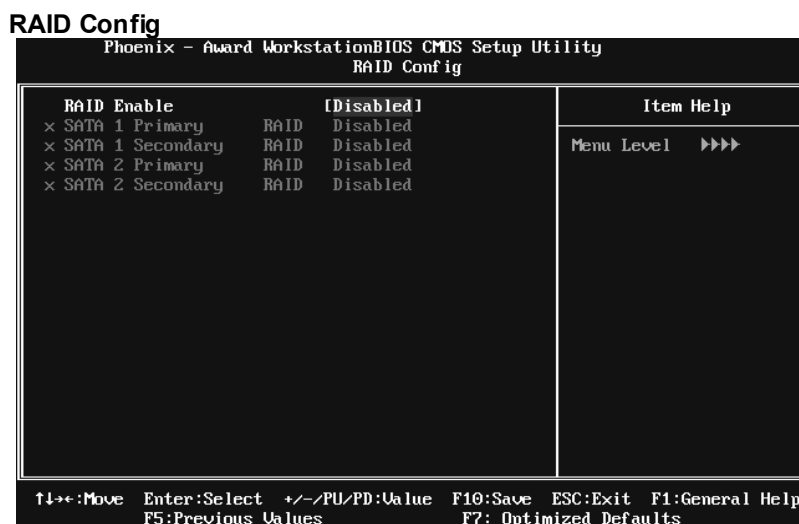 RAID Config
Phoenix - Award WorkstationBIOS CMOS Setup Utility
RAID Config
RAID Enable [Disabled]
x SATA 1 Primary RAID Disabled
x SATA 1 Secondary RAID Disabled
x SATA 2 Primary RAID Disabled
x SATA 2 Secondary RAID Disabled
Item Help
Menu Level ▶▶▶▶
↑↓→←:Move Enter:Select +/-/PU/PD:Value F10:Save ESC:Exit F1:General Help
F5:Previous Values F7: Optimized Defaults